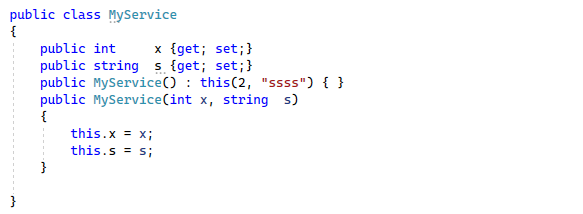 public class MyService
{
    public int     x {get; set;}
    public string  s {get; set;}
    public MyService() : this(2, "ssss") { }
    public MyService(int x, string  s)
    {
        this.x = x;
        this.s = s;
    }
}